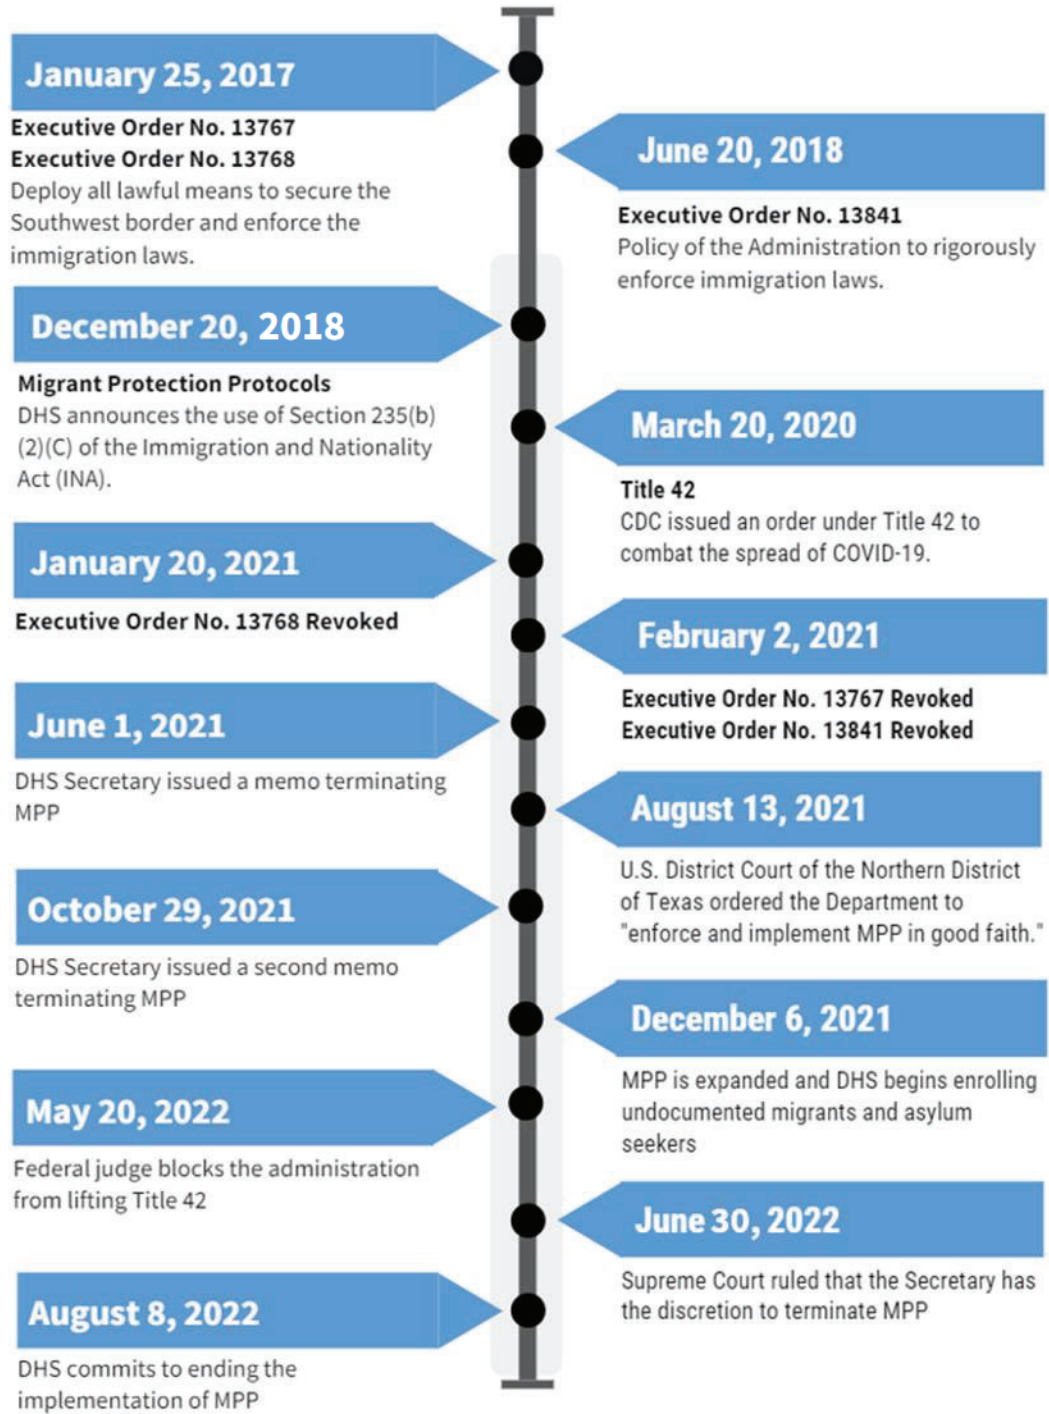 January 25, 2017
Executive Order No. 13767
Executive Order No. 13768
Deploy all lawful means to secure the
Southwest border and enforce the
immigration laws.
June 20, 2018
Executive Order No. 13841
Policy of the Administration to rigorously
enforce immigration laws.
December 20, 2018
Migrant Protection Protocols
DHS announces the use of Section 235(b)
(2)(C) of the Immigration and Nationality
Act (INA).
March 20, 2020
Title 42
CDC issued an order under Title 42 to
combat the spread of COVID-19.
January 20, 2021
Executive Order No. 13768 Revoked
February 2, 2021
Executive Order No. 13767 Revoked
Executive Order No. 13841 Revoked
June 1, 2021
DHS Secretary issued a memo terminating
MPP
August 13, 2021
U.S. District Court of the Northern District
of Texas ordered the Department to
"enforce and implement MPP in good faith."
October 29, 2021
DHS Secretary issued a second memo
terminating MPP
December 6, 2021
MPP is expanded and DHS begins enrolling
undocumented migrants and asylum
seekers
May 20, 2022
Federal judge blocks the administration
from lifting Title 42
June 30, 2022
Supreme Court ruled that the Secretary has
the discretion to terminate MPP
August 8, 2022
DHS commits to ending the
implementation of MPP